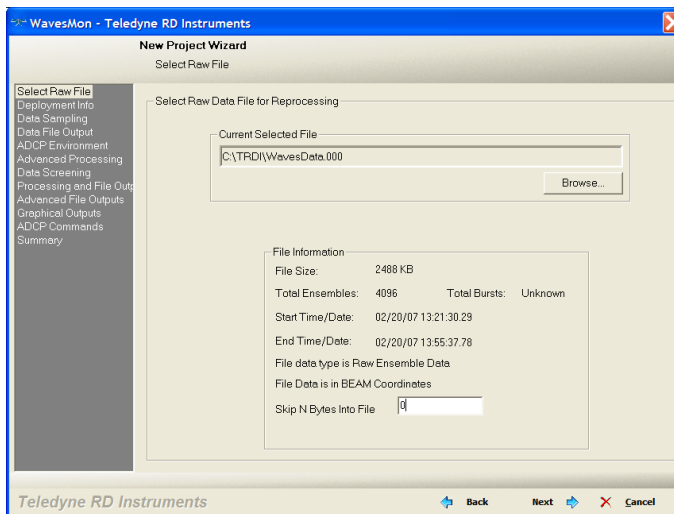 WavesMon - Teledyne RD Instruments
New Project Wizard
Select Raw File
Select Raw File
Deployment Info
Data Sampling
Data File Output
ADCP Environment
Advanced Processing
Data Screening
Processing and File Outp
Advanced File Outputs
Graphical Outputs
ADCP Commands
Summary
Select Raw Data File for Reprocessing
Current Selected File
C:\TRDI\WavesData.000
Browse...
File Information
File Size: 2488 KB
Total Ensembles: 4096 Total Bursts: Unknown
Start Time/Date: 02/20/07 13:21:30.29
End Time/Date: 02/20/07 13:55:37.78
File data type is Raw Ensemble Data
File Data is in BEAM Coordinates
Skip N Bytes Into File 0
Teledyne RD Instruments
Back Next Cancel